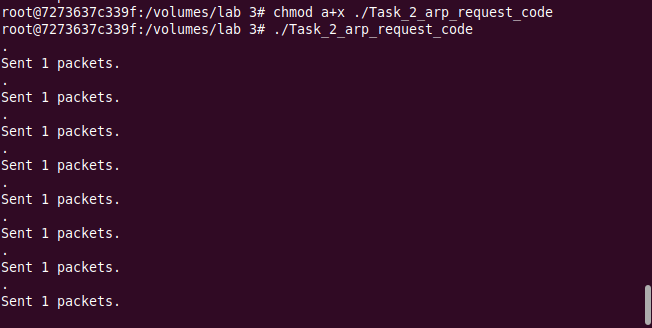 root@7273637c339f:/volumes/lab 3# chmod a+x ./Task_2_arp_request_code
root@7273637c339f:/volumes/lab 3# ./Task_2_arp_request_code
.
Sent 1 packets.
.
Sent 1 packets.
.
Sent 1 packets.
.
Sent 1 packets.
.
Sent 1 packets.
.
Sent 1 packets.
.
Sent 1 packets.
.
Sent 1 packets.